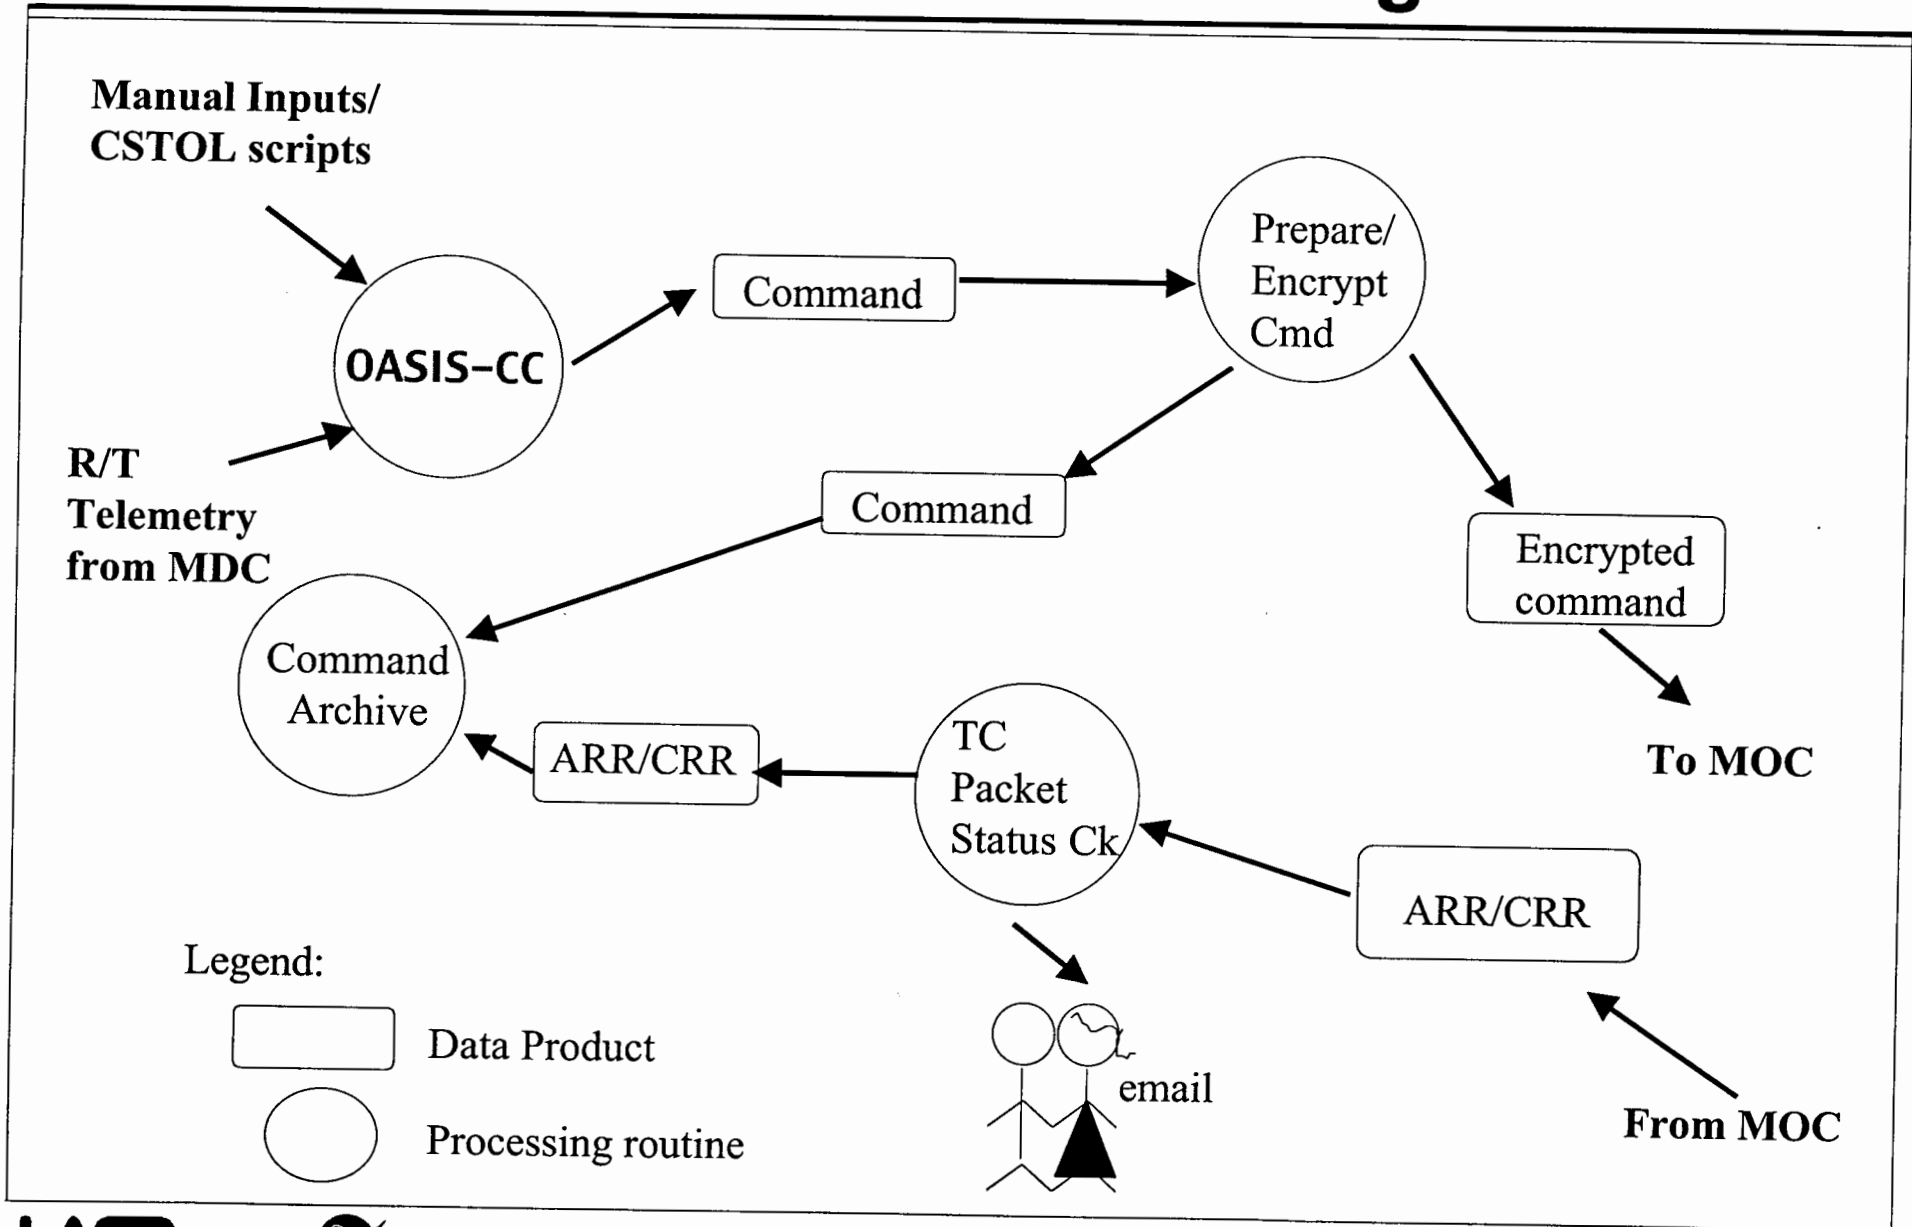 Manual Inputs/
CSTOL scripts
Prepare/
Encrypt
Cmd
Command
OASIS-CC
R/T
Telemetry
from MDC
Command
Encrypted
command
Command
Archive
To MOC
ARR/CRR
TC
Packet
Status Ck
ARR/CRR
Legend:
Data Product
email
From MOC
Processing routine